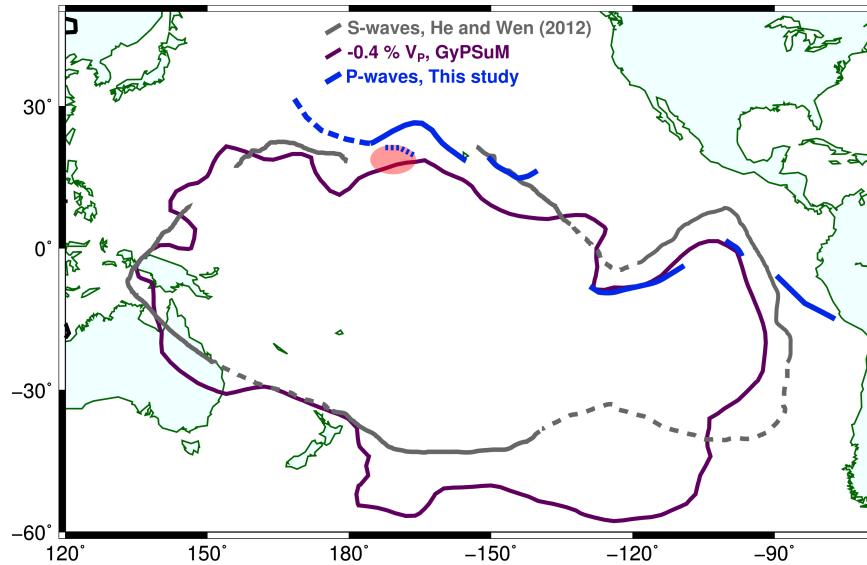 S-waves, He and Wen (2012)
-0.4 % VP, GyPSuM
P-waves, This study
30°
0°
−30°
−60°
120° 150° 180° −150° −120° −90°